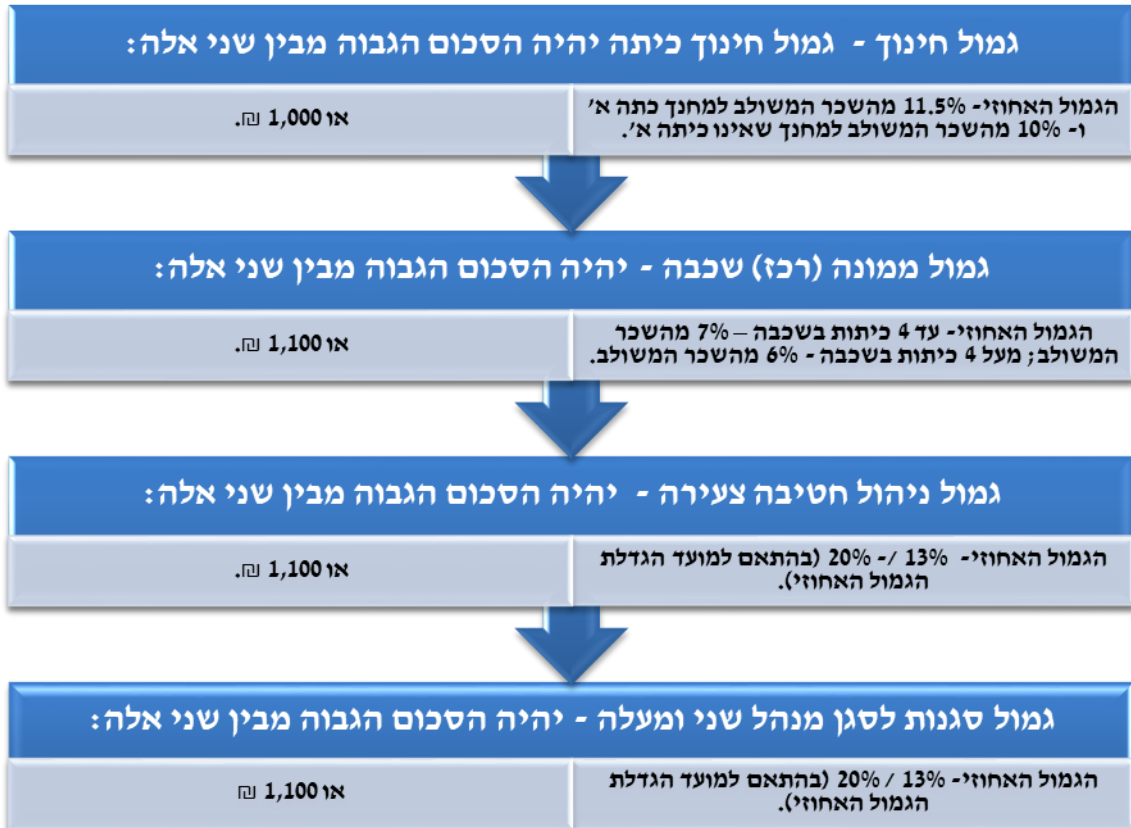 גמול חינוך - גמול חינוך כיתה יהיה הסכום הגבוה מבין שני אלה:
הגמול האחוזי- 11.5% מהשכר המשולב למחנך כתה א'
ו- 10% מהשכר המשולב למחנך שאינו כיתה א'.
או 1,000 ₪.
גמול ממונה (רכז) שכבה - יהיה הסכום הגבוה מבין שני אלה:
הגמול האחוזי- עד 4 כיתות בשכבה – 7% מהשכר
המשולב; מעל 4 כיתות בשכבה - 6% מהשכר המשולב.
או 1,100 ₪.
גמול ניהול חטיבה צעירה - יהיה הסכום הגבוה מבין שני אלה:
הגמול האחוזי- 13% /- 20% (בהתאם למועד הגדלת
הגמול האחוזי).
או 1,100 ₪.
גמול סגנות לסגן מנהל שני ומעלה - יהיה הסכום הגבוה מבין שני אלה:
הגמול האחוזי- 13% / 20% (בהתאם למועד הגדלת
הגמול האחוזי).
או 1,100 ₪